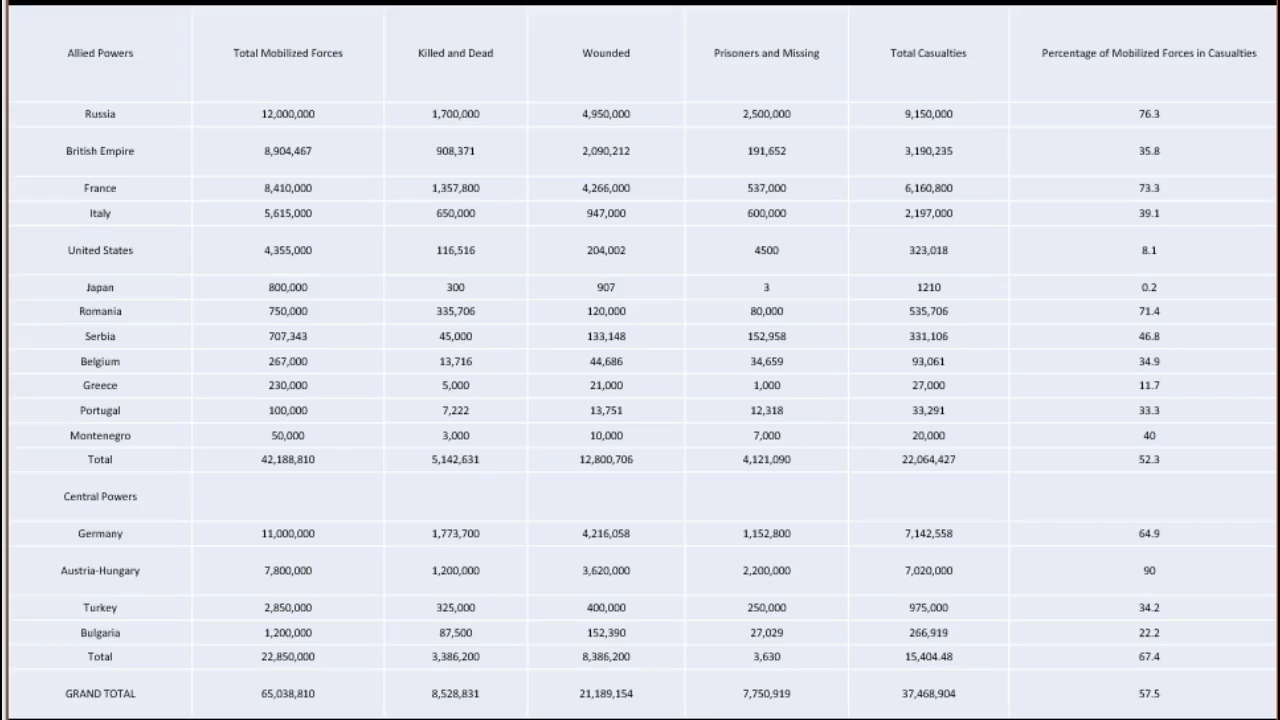 Allied Powers Total Mobilized Forces Killed and Dead Wounded Prisoners and Missing Total Casualties Percentage of Mobilized Forces in Casualties
Russia 12,000,000 1,700,000 4,950,000 2,500,000 9,150,000 76.3
British Empire 8,904,467 908,371 2,090,212 191,652 3,190,235 35.8
France 8,410,000 1,357,800 4,266,000 537,000 6,160,800 73.3
Italy 5,615,000 650,000 947,000 600,000 2,197,000 39.1
United States 4,355,000 116,516 204,002 4500 323,018 8.1
Japan 800,000 300 907 3 1210 0.2
Romania 750,000 335,706 120,000 80,000 535,706 71.4
Serbia 707,343 45,000 133,148 152,958 331,106 46.8
Belgium 267,000 13,716 44,686 34,659 93,061 34.9
Greece 230,000 5,000 21,000 1,000 27,000 11.7
Portugal 100,000 7,222 13,751 12,318 33,291 33.3
Montenegro 50,000 3,000 10,000 7,000 20,000 40
Total 42,188,810 5,142,631 12,800,706 4,121,090 22,064,427 52.3
Central Powers
Germany 11,000,000 1,773,700 4,216,058 1,152,800 7,142,558 64.9
Austria-Hungary 7,800,000 1,200,000 3,620,000 2,200,000 7,020,000 90
Turkey 2,850,000 325,000 400,000 250,000 975,000 34.2
Bulgaria 1,200,000 87,500 152,390 27,029 266,919 22.2
Total 22,850,000 3,386,200 8,386,200 3,630 15,404.48 67.4
GRAND TOTAL 65,038,810 8,528,831 21,189,154 7,750,919 37,468,904 57.5